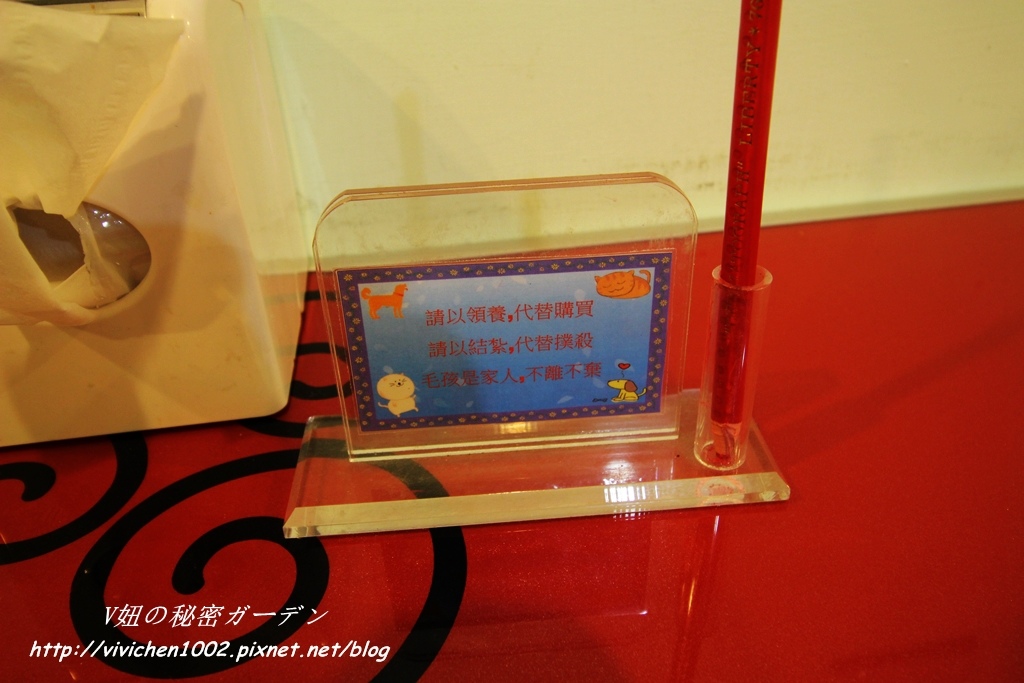 LIBERTY
請以領養,代替購買
請以結紮,代替撲殺
毛孩是家人,不離不棄
V妞の秘密ガーデン
http://vivichen1002.pixnet.net/blog